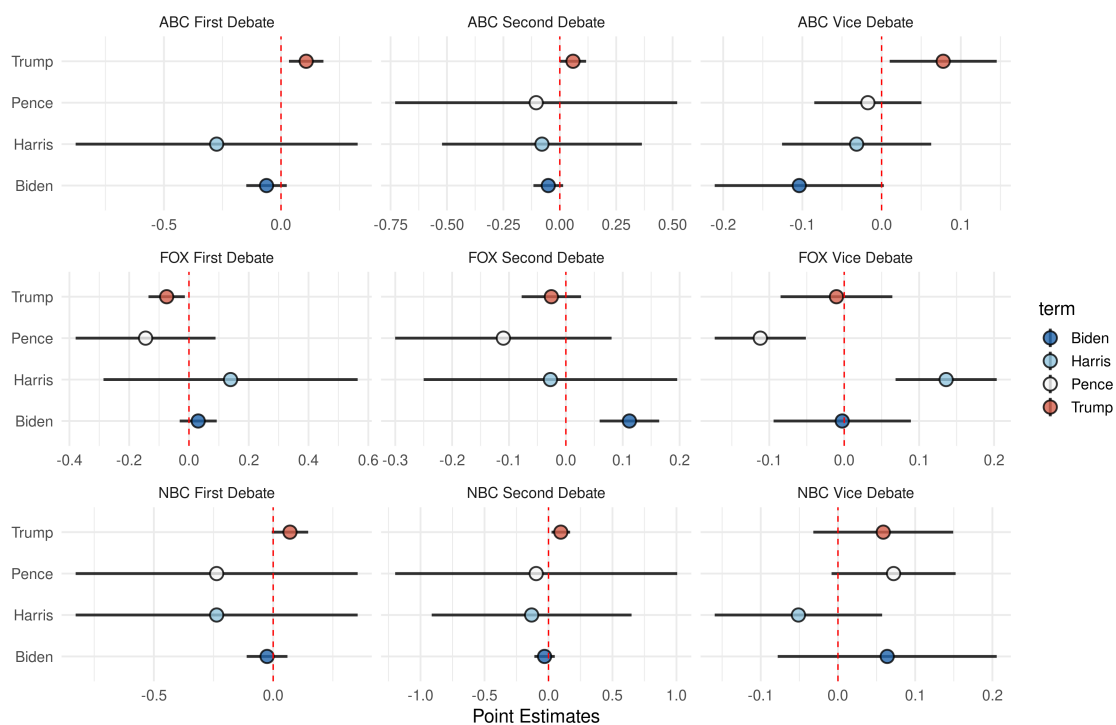 ABC First Debate ABC Second Debate ABC Vice Debate
Trump
Pence
Harris
Biden
-0.5 0.0 -0.75 -0.50 -0.25 0.00 0.25 0.50 -0.2 -0.1 0.0 0.1
FOX First Debate FOX Second Debate FOX Vice Debate
Trump
Pence
Harris
Biden
-0.4 -0.2 0.0 0.2 0.4 0.6 -0.3 -0.2 -0.1 0.0 0.1 0.2 -0.1 0.0 0.1 0.2
NBC First Debate NBC Second Debate NBC Vice Debate
Trump
Pence
Harris
Biden
-0.5 0.0 -1.0 -0.5 0.0 0.5 1.0 -0.1 0.0 0.1 0.2
Point Estimates
term
Biden
Harris
Pence
Trump